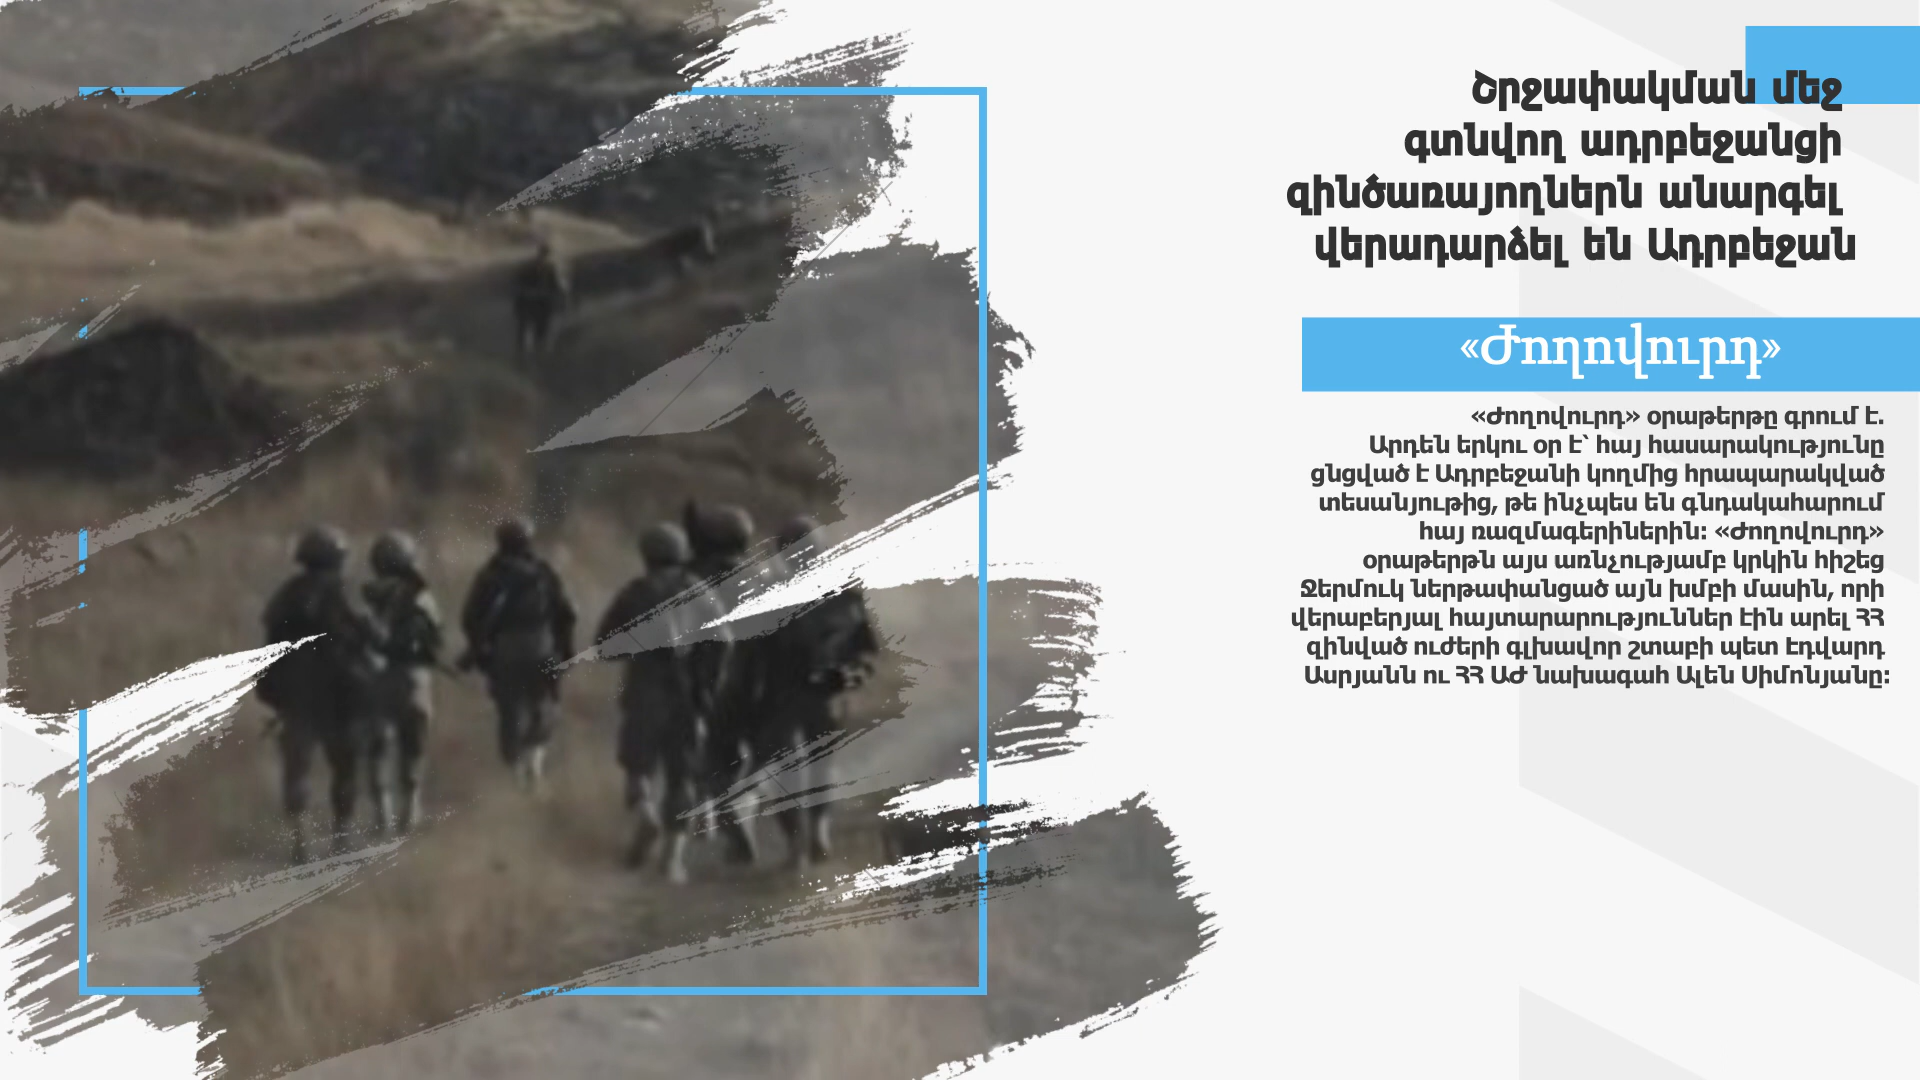 Շրջափակման մեջ
գտնվող ադրբեջանցի
զինծառայողներն անարգել
վերադարձել են Ադրբեջան
«Ժողովուրդ»
«Ժողովուրդ» օրաթերթը գրում է.
Արդեն երկու օր է՝ հայ հասարակությունը
ցնցված է Ադրբեջանի կողմից հրապարակված
տեսանյութից, թե ինչպես են գնդակահարում
հայ ռազմագերիներին։ «Ժողովուրդ»
օրաթերթն այս առնչությամբ կրկին հիշեց
Ջերմուկ ներթափանցած այն խմբի մասին, որի
վերաբերյալ հայտարարություններ էին արել ՀՀ
զինված ուժերի գլխավոր շտաբի պետ Էդվարդ
Ասրյանն ու ՀՀ ԱԺ նախագահ Ալեն Սիմոնյանը։